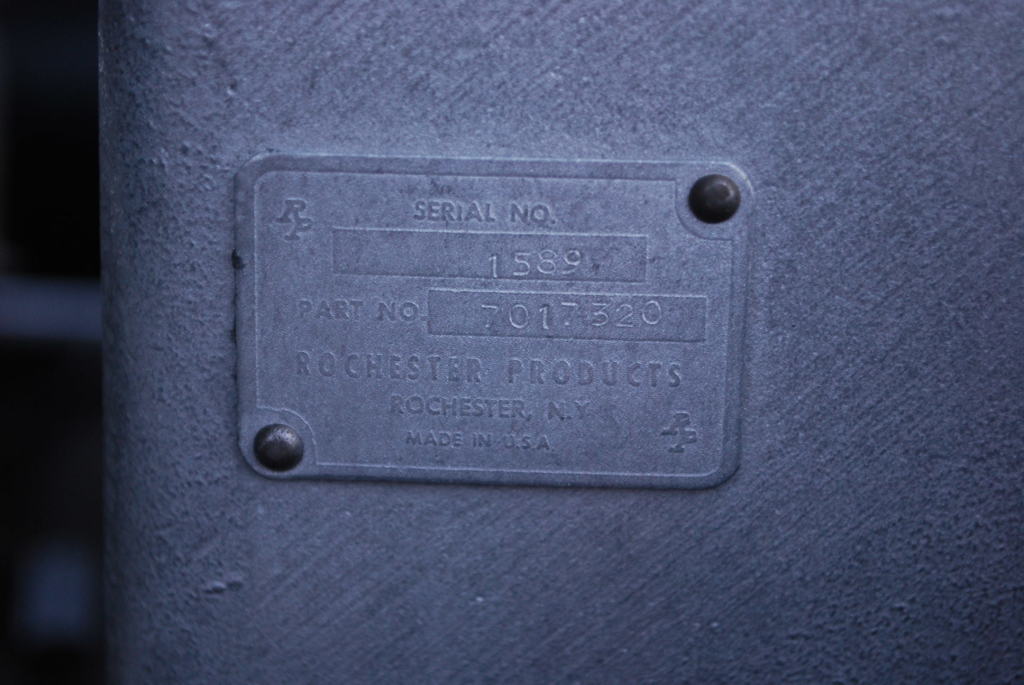 RP
SERIAL NO.
1589
PART NO. 7017320
ROCHESTER PRODUCTS
ROCHESTER, N.Y.
MADE IN U.S.A.
RP